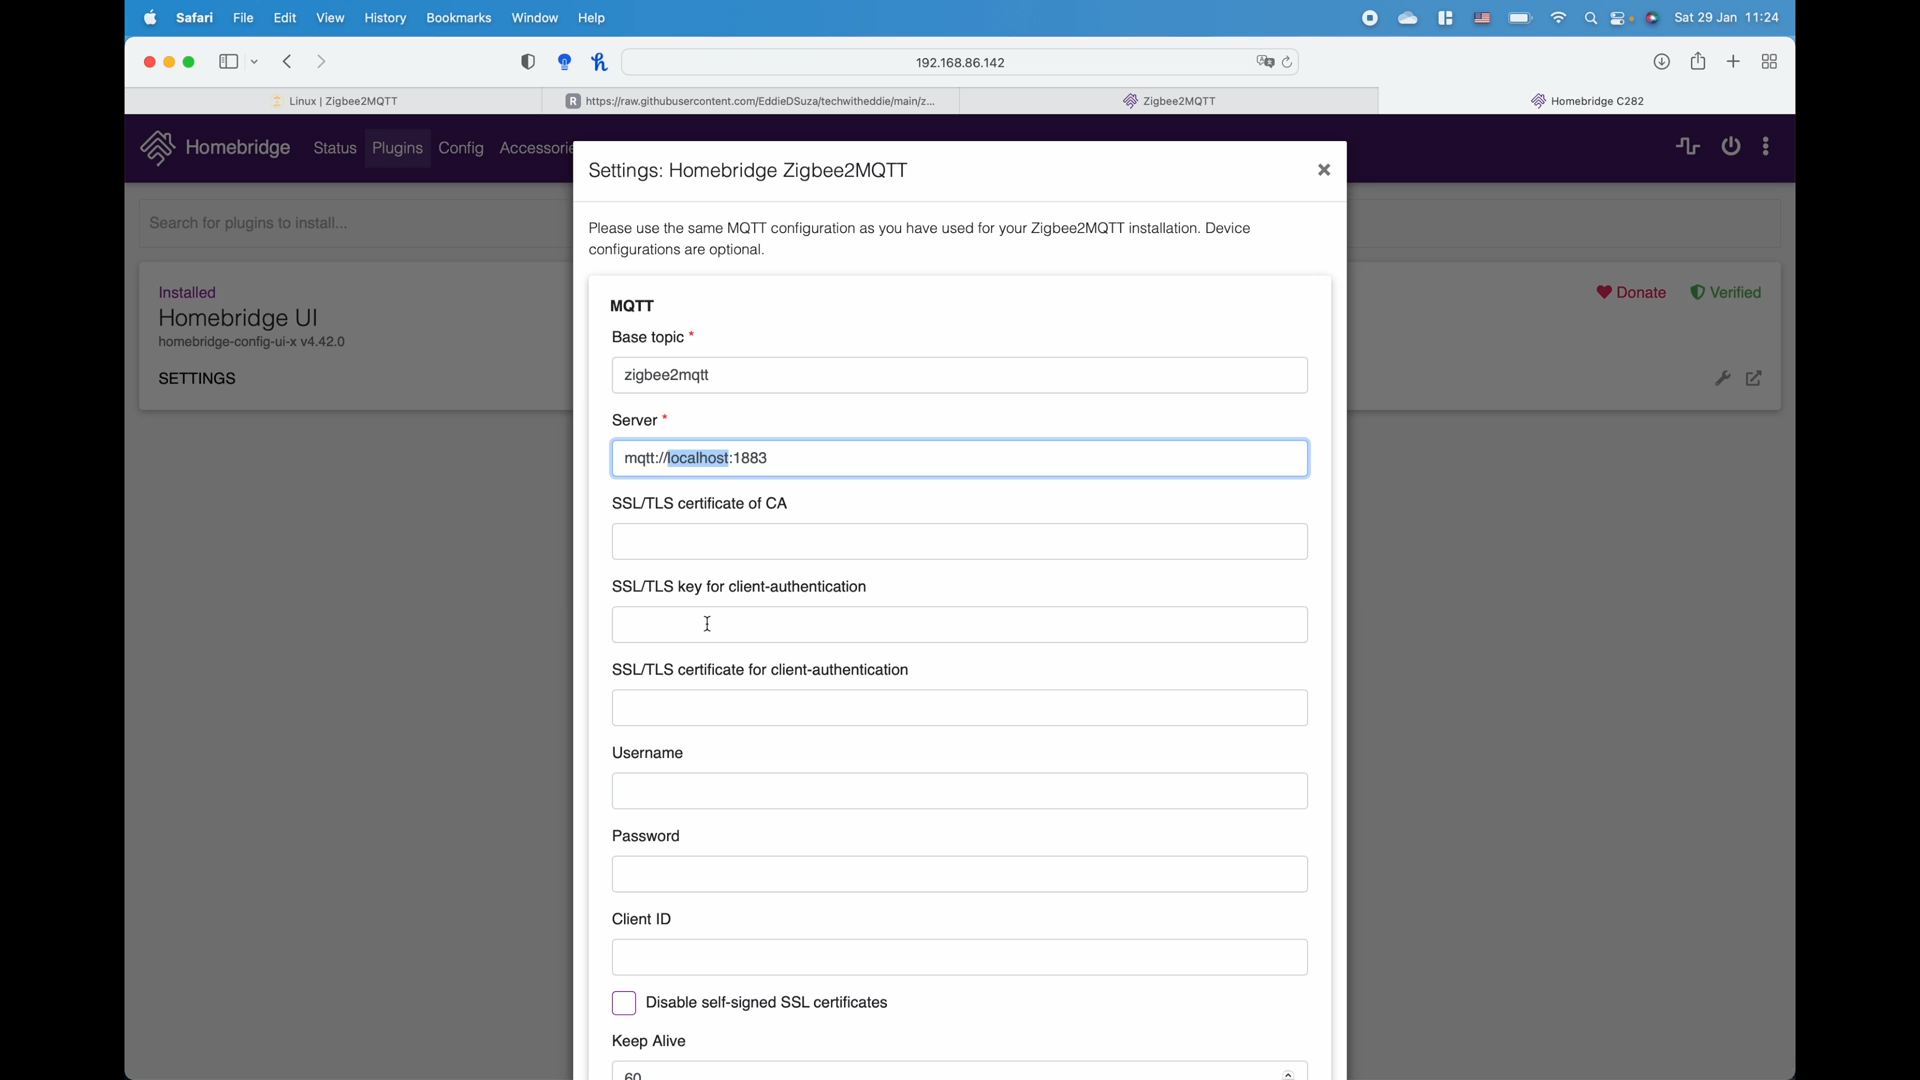 Safari File Edit View History Bookmarks Window Help Sat 29 Jan 11:24
192.168.86.142
Linux | Zigbee2MQTT
R https://raw.githubusercontent.com/EddieDSuza/techwitheddie/main/z...
Zigbee2MQTT
Homebridge C282
Homebridge Status Plugins Config Accessorie
Search for plugins to install...
Installed
Homebridge UI
homebridge-config-ui-x v4.42.0
SETTINGS
Donate Verified
Settings: Homebridge Zigbee2MQTT
Please use the same MQTT configuration as you have used for your Zigbee2MQTT installation. Device
configurations are optional.
MQTT
Base topic *
zigbee2mqtt
Server *
mqtt://localhost:1883
SSL/TLS certificate of CA
SSL/TLS key for client-authentication
SSL/TLS certificate for client-authentication
Username
Password
Client ID
Disable self-signed SSL certificates
Keep Alive
60